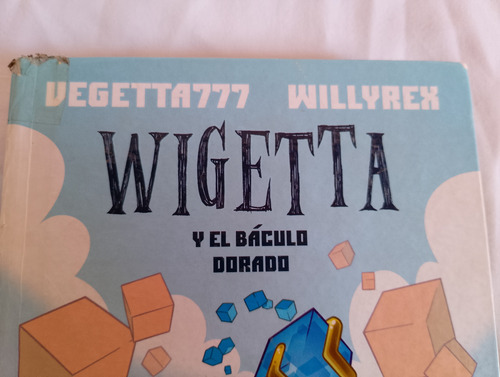 VEGETTA777 WILLYREX
WIGETTA
Y EL BÁCULO
DORADO